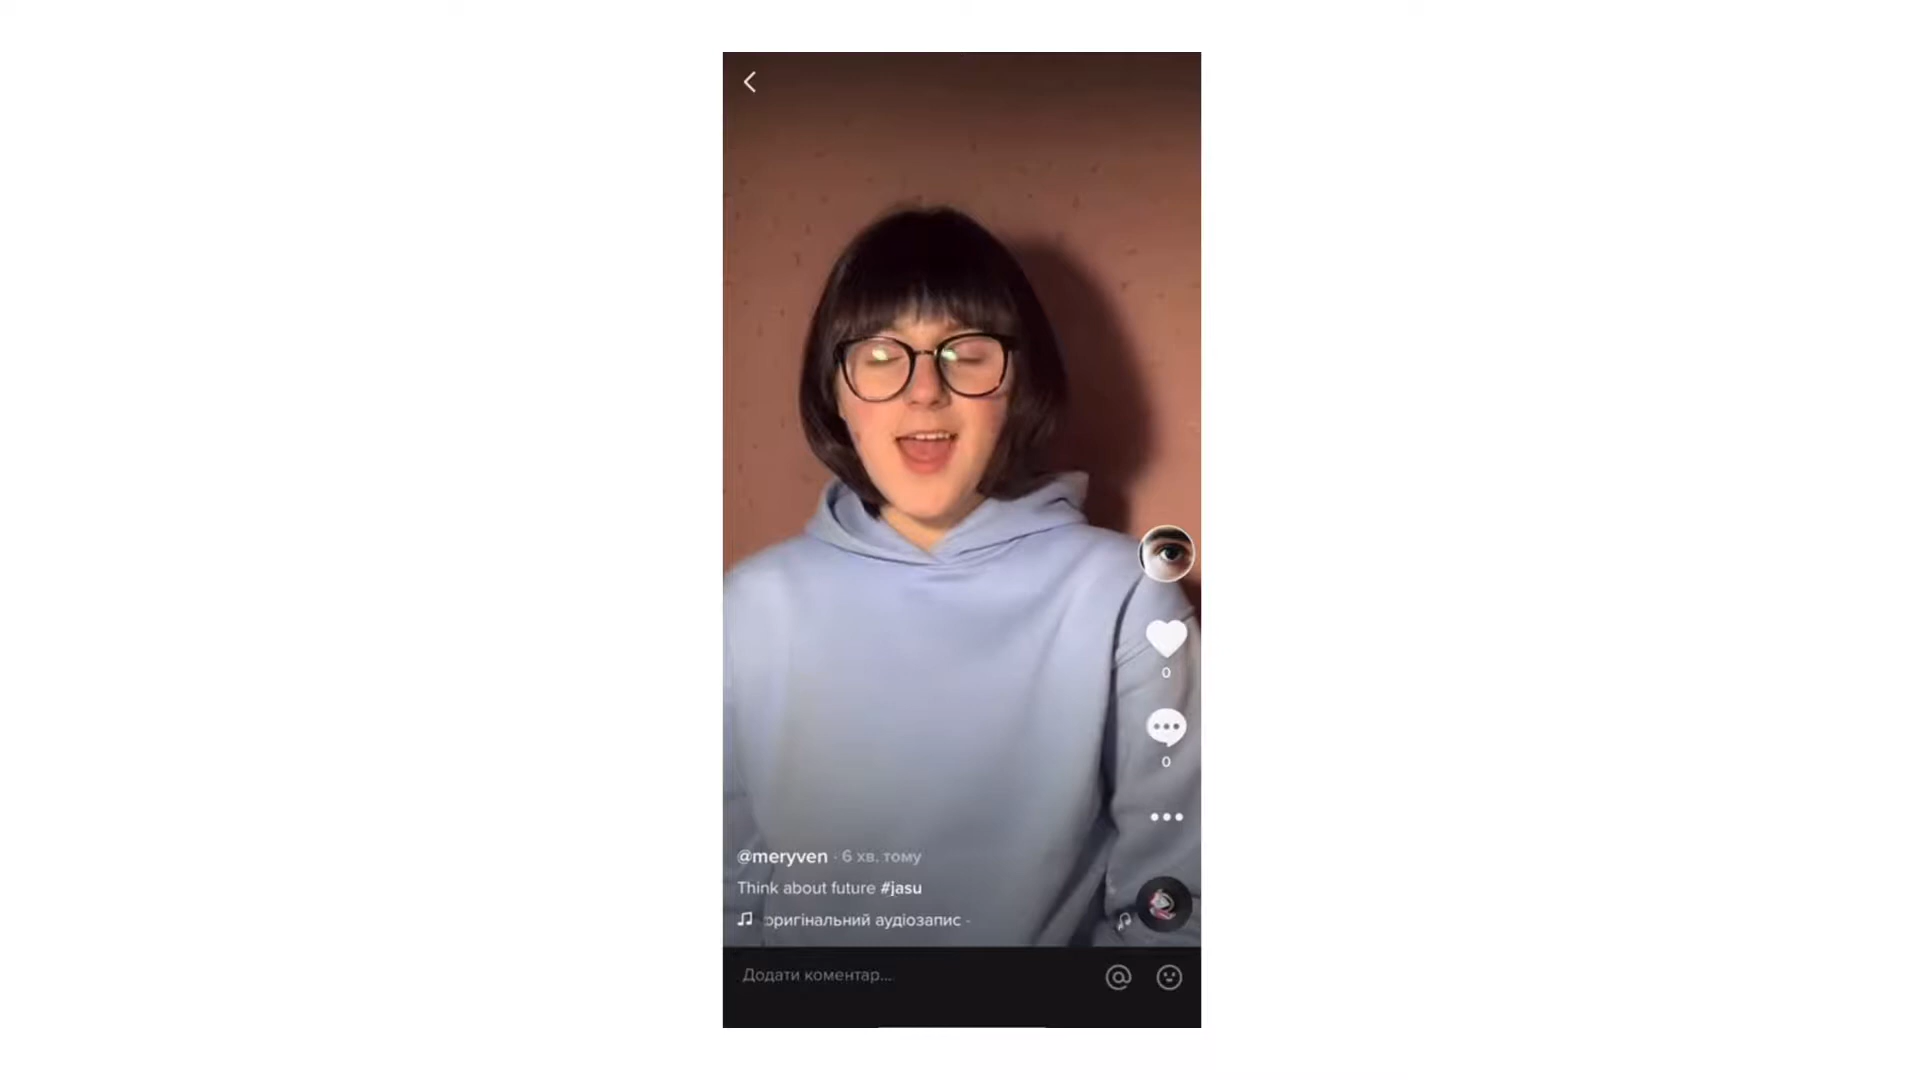 0
0
@meryven · 6 хв. тому
Think about future #jasu
оригінальний аудіозапис -
Додати коментар...